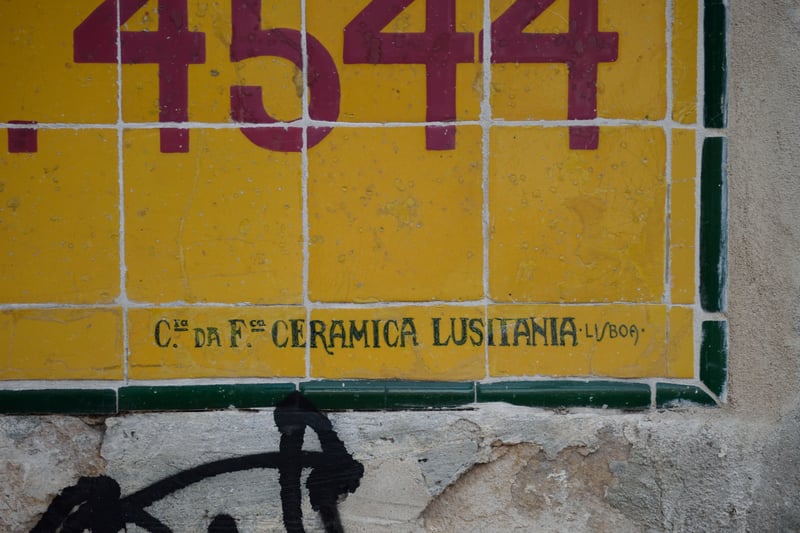 . 4544
C.ia DA F.ca CERAMICA LUSITANIA · LISBOA ·